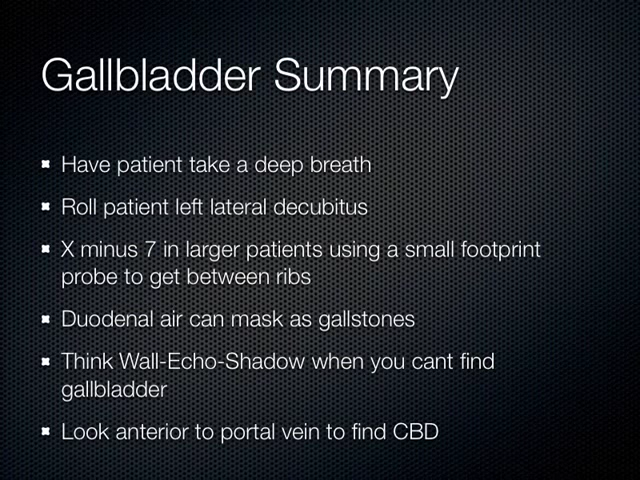 Gallbladder Summary
Have patient take a deep breath
Roll patient left lateral decubitus
X minus 7 in larger patients using a small footprint
probe to get between ribs
Duodenal air can mask as gallstones
Think Wall-Echo-Shadow when you cant find
gallbladder
Look anterior to portal vein to find CBD